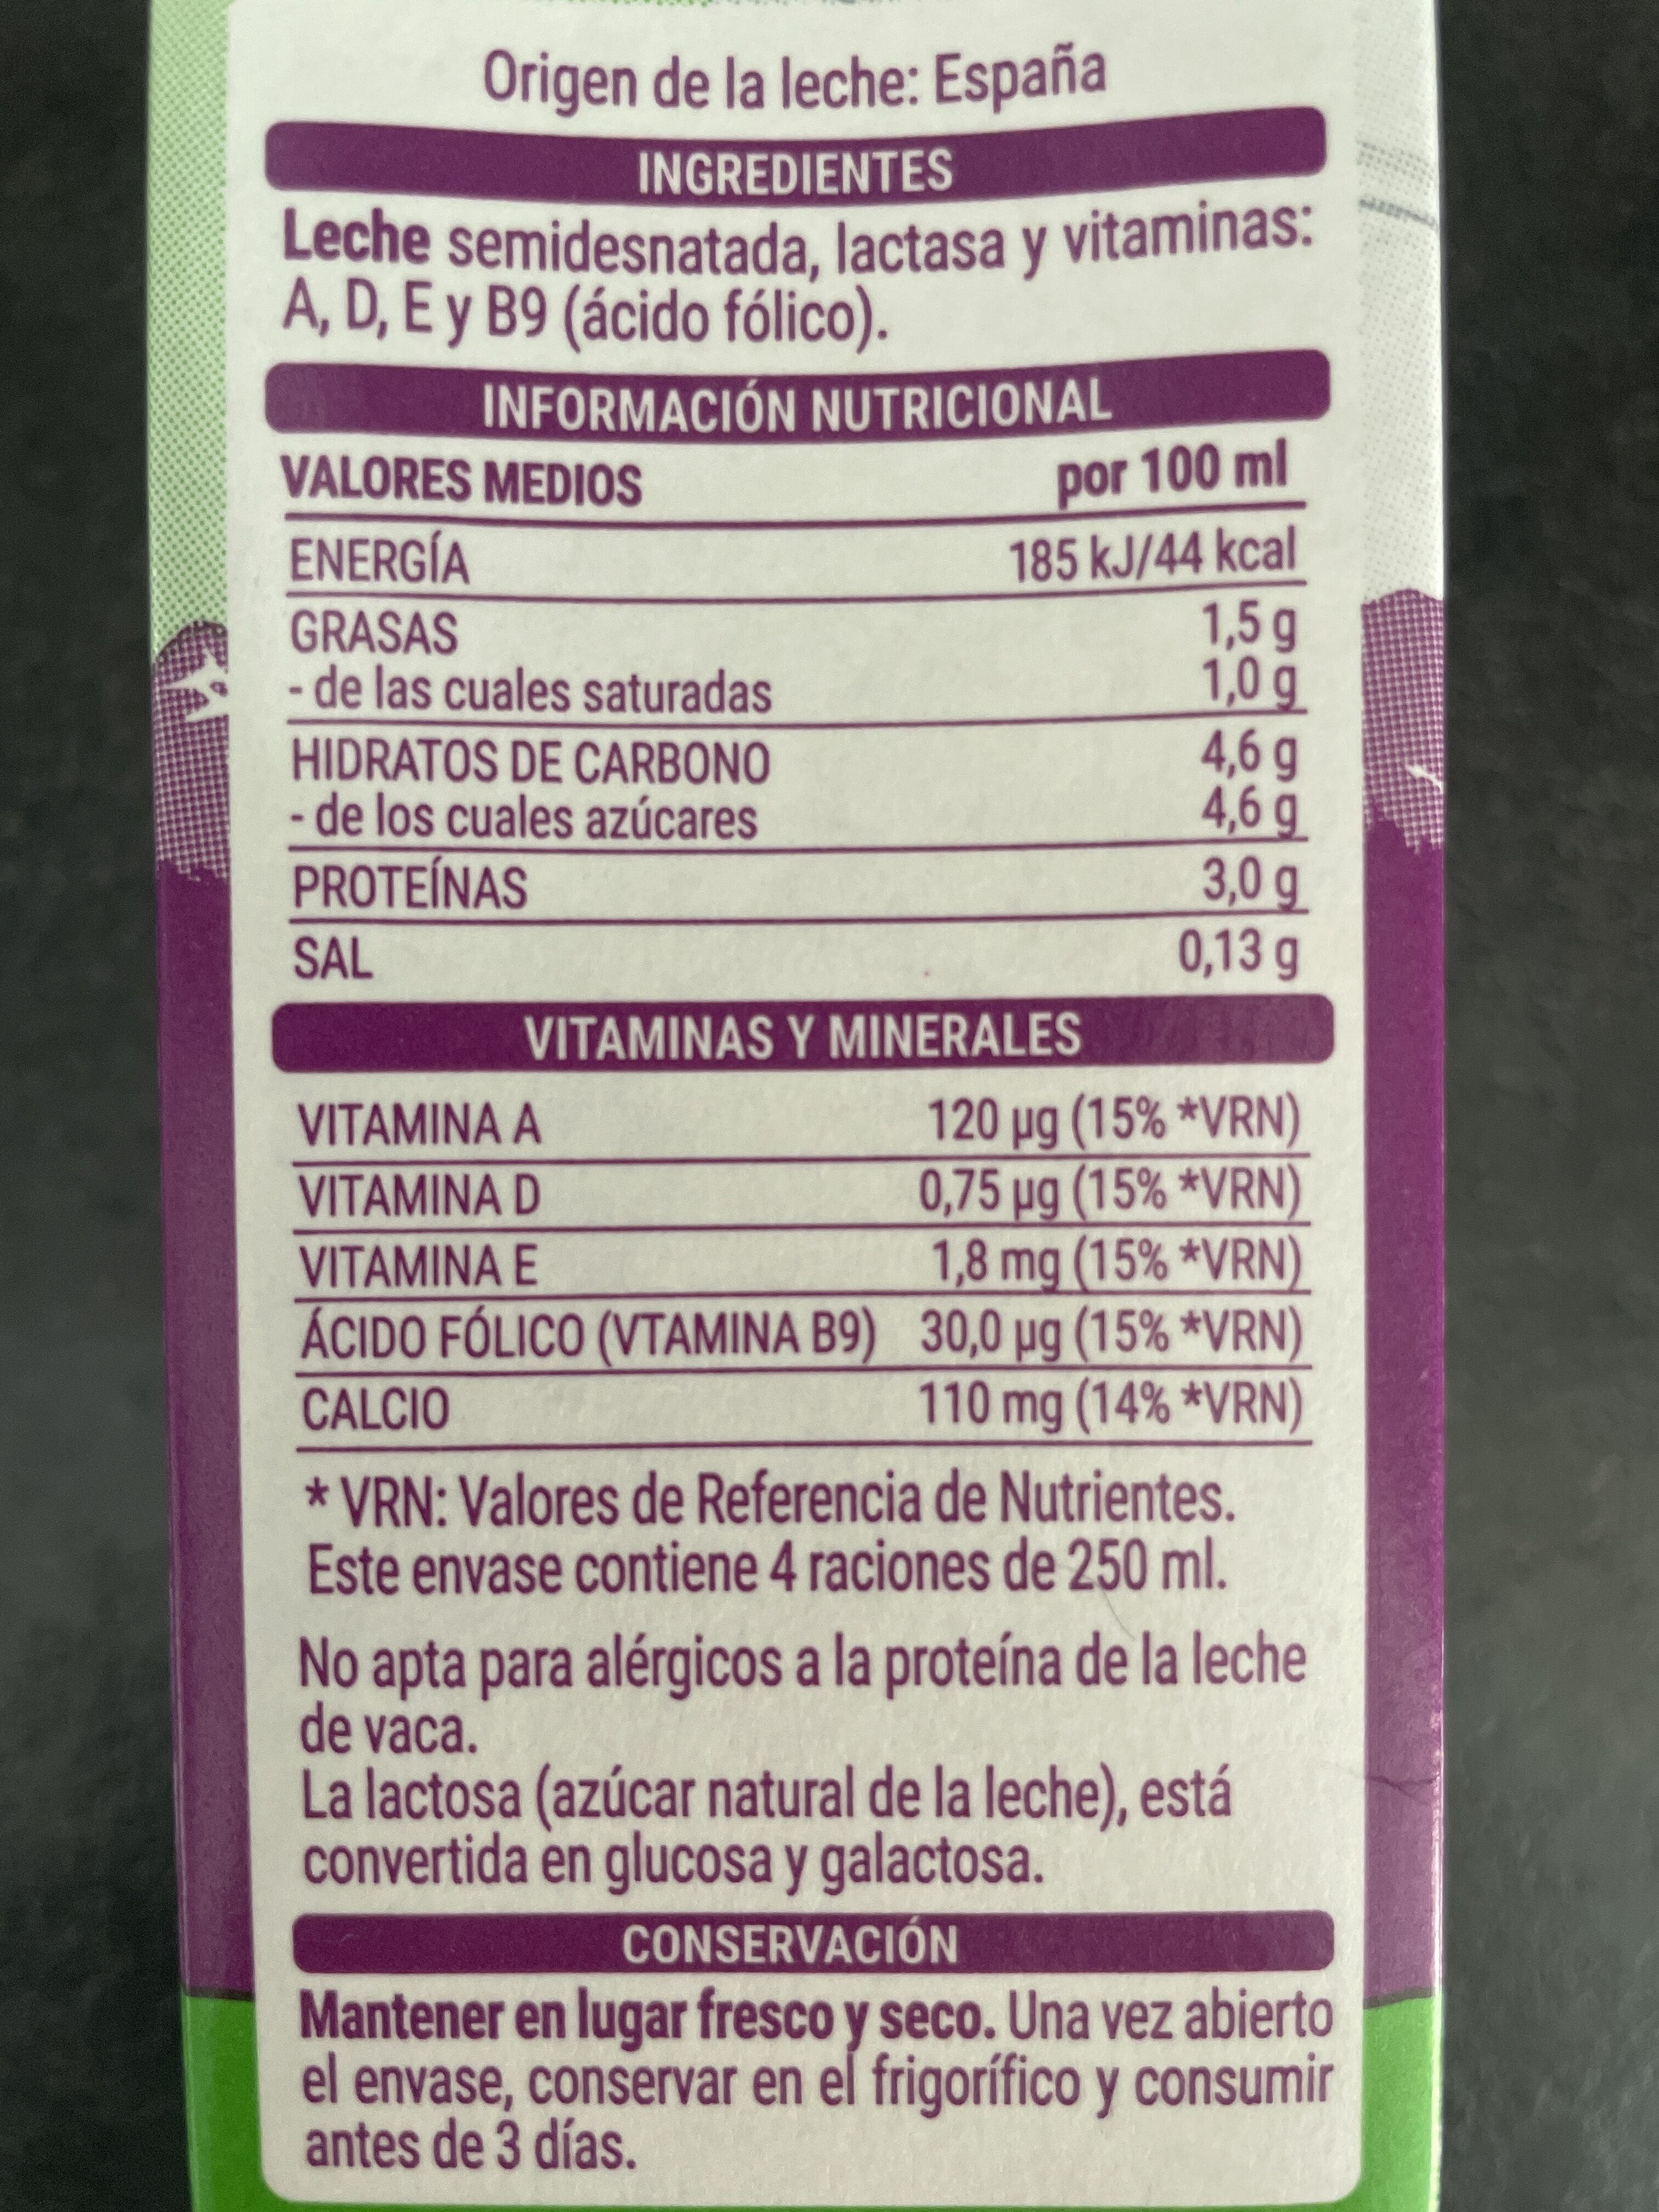 Origen de la leche: España
INGREDIENTES
Leche semidesnatada, lactasa y vitaminas:
A, D, E y B9 (ácido fólico).
INFORMACIÓN NUTRICIONAL
VALORES MEDIOS por 100 ml
ENERGÍA 185 kJ/44 kcal
GRASAS 1,5 g
- de las cuales saturadas 1,0 g
HIDRATOS DE CARBONO 4,6 g
- de los cuales azúcares 4,6 g
PROTEÍNAS 3,0 g
SAL 0,13 g
VITAMINAS Y MINERALES
VITAMINA A 120 µg (15% *VRN)
VITAMINA D 0,75 µg (15% *VRN)
VITAMINA E 1,8 mg (15% *VRN)
ÁCIDO FÓLICO (VTAMINA B9) 30,0 µg (15% *VRN)
CALCIO 110 mg (14% *VRN)
* VRN: Valores de Referencia de Nutrientes.
Este envase contiene 4 raciones de 250 ml.
No apta para alérgicos a la proteína de la leche
de vaca.
La lactosa (azúcar natural de la leche), está
convertida en glucosa y galactosa.
CONSERVACIÓN
Mantener en lugar fresco y seco. Una vez abierto
el envase, conservar en el frigorífico y consumir
antes de 3 días.